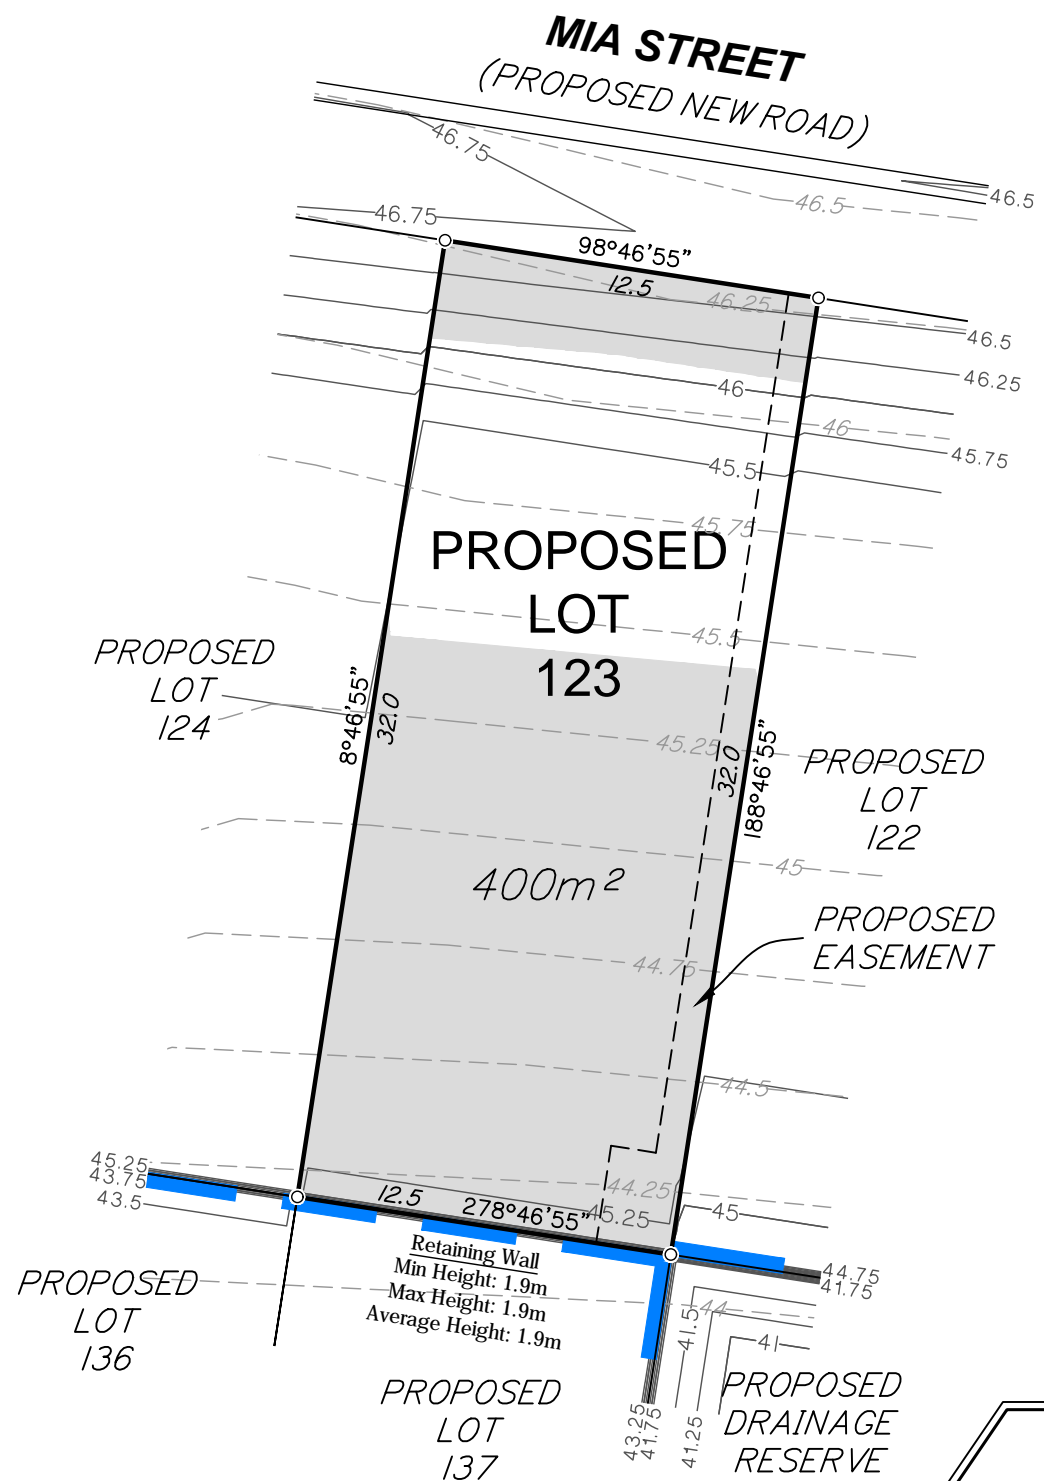 MIA STREET
(PROPOSED NEW ROAD)
46.75
46.5
46.5
46.75
98°46'55"
12.5
46.25
46.5
46.25
46
46
45.75
45.5
45.75
PROPOSED
LOT
123
45.5
PROPOSED
LOT
124
8°46'55"
32.0
45.25
32.0
188°46'55"
PROPOSED
LOT
122
45
400m²
PROPOSED
EASEMENT
44.75
44.5
45.25
43.75
43.5
12.5
278°46'55"
44.25
45.25
45
Retaining Wall
Min Height: 1.9m
Max Height: 1.9m
Average Height: 1.9m
44.75
41.75
44
41.5
41
PROPOSED
LOT
136
PROPOSED
LOT
137
43.25
41.75
41.25
PROPOSED
DRAINAGE
RESERVE